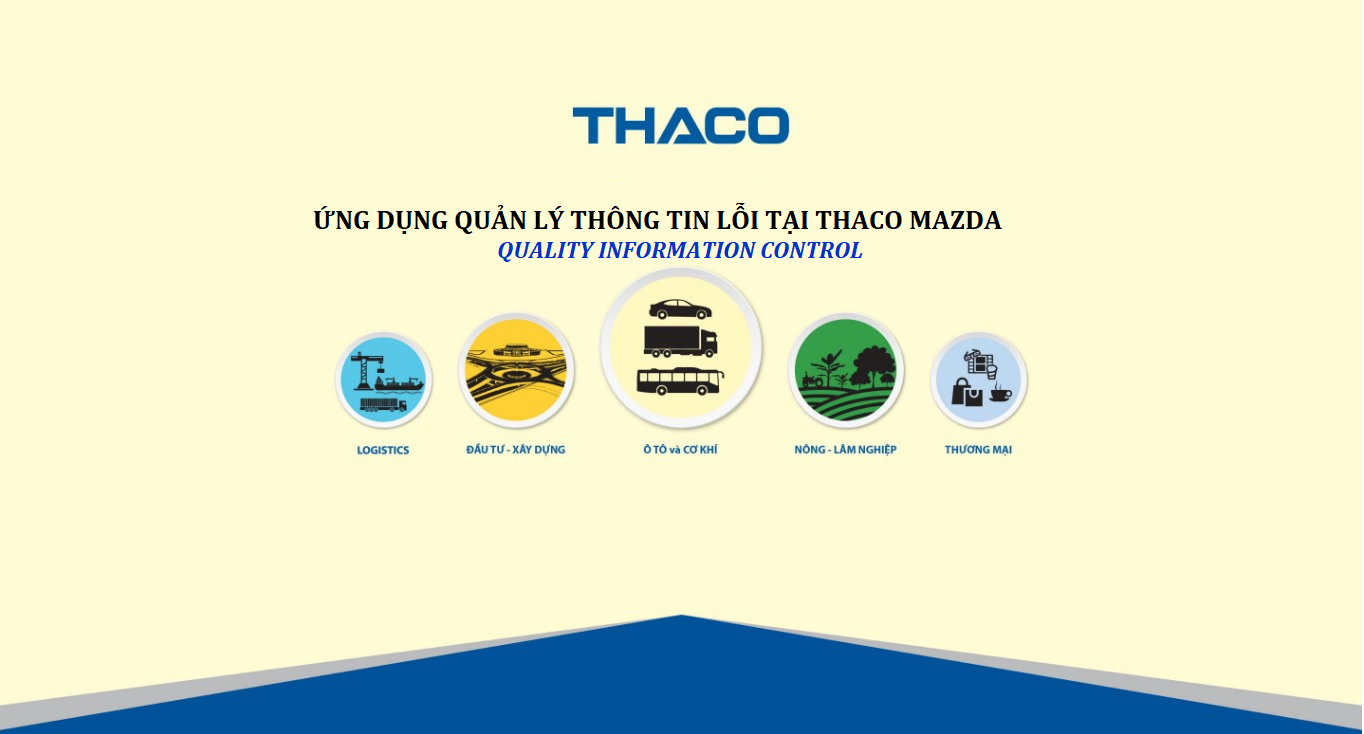 THACO
ỨNG DỤNG QUẢN LÝ THÔNG TIN LỖI TẠI THACO MAZDA
QUALITY INFORMATION CONTROL
LOGISTICS
ĐẦU TƯ - XÂY DỰNG
Ô TÔ và CƠ KHÍ
NÔNG - LÂM NGHIỆP
THƯƠNG MẠI